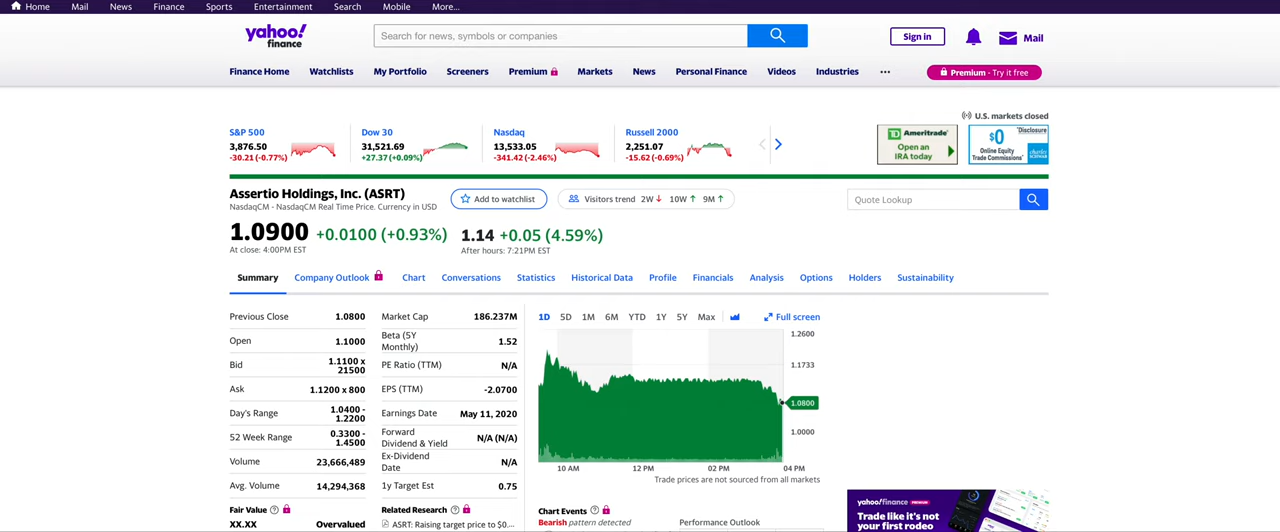 Home Mail News Finance Sports Entertainment Search Mobile More...
yahoo! finance
Search for news, symbols or companies
Sign in
Mail
Finance Home Watchlists My Portfolio Screeners Premium Markets News Personal Finance Videos Industries ...
Premium - Try it free
U.S. markets closed
S&P 500
3,876.50
-30.21 (-0.77%)
Dow 30
31,521.69
+27.37 (+0.09%)
Nasdaq
13,533.05
-341.42 (-2.46%)
Russell 2000
2,251.07
-15.62 (-0.69%)
TD Ameritrade
Open an
IRA today
$0
Disclosure
Online Equity
Trade Commissions
charles
SCHWAB
Assertio Holdings, Inc. (ASRT)
NasdaqCM - NasdaqCM Real Time Price. Currency in USD
Add to watchlist
Visitors trend 2W ↓ 10W ↑ 9M ↑
Quote Lookup
1.0900 +0.0100 (+0.93%)
At close: 4:00PM EST
1.14 +0.05 (4.59%)
After hours: 7:21PM EST
Summary Company Outlook Chart Conversations Statistics Historical Data Profile Financials Analysis Options Holders Sustainability
Previous Close 1.0800
Open 1.1000
Bid 1.1100 x 21500
Ask 1.1200 x 800
Day's Range 1.0400 - 1.2200
52 Week Range 0.3300 - 1.4500
Volume 23,666,489
Avg. Volume 14,294,368
Market Cap 186.237M
Beta (5Y Monthly) 1.52
PE Ratio (TTM) N/A
EPS (TTM) -2.0700
Earnings Date May 11, 2020
Forward Dividend & Yield N/A (N/A)
Ex-Dividend Date N/A
1y Target Est 0.75
1D 5D 1M 6M YTD 1Y 5Y Max
Full screen
1.2600
1.1733
1.0800
1.0000
10 AM 12 PM 02 PM 04 PM
Trade prices are not sourced from all markets
Fair Value
XX.XX Overvalued
Related Research
ASRT: Raising target price to $0....
Chart Events
Bearish pattern detected
Performance Outlook
yahoo!finance PREMIUM
Trade like it's not
your first rodeo